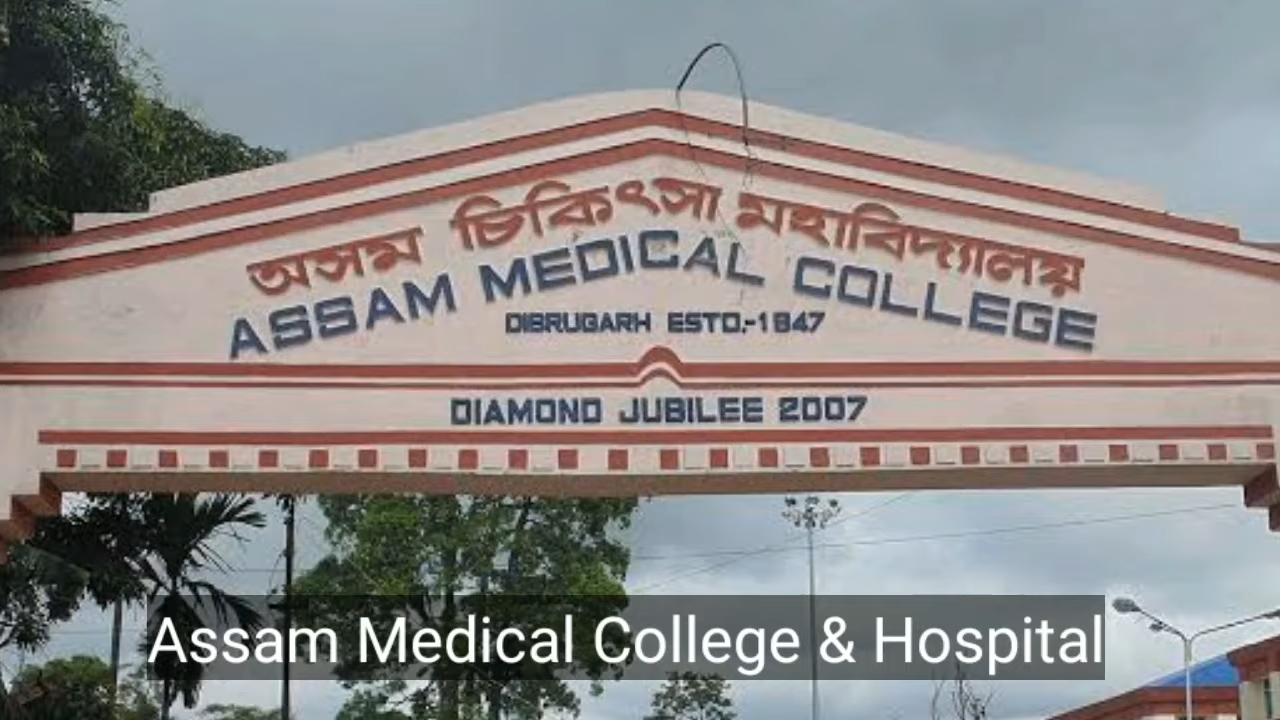 অসম চিকিৎসা মহাবিদ্যালয়
ASSAM MEDICAL COLLEGE
DIBRUGARH ESTD.-1947
DIAMOND JUBILEE 2007
Assam Medical College & Hospital